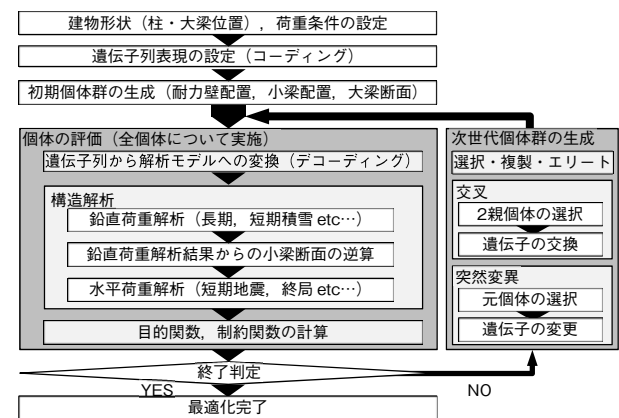 建物形状（柱・大梁位置），荷重条件の設定
遺伝子列表現の設定（コーディング）
初期個体群の生成（耐力壁配置，小梁配置，大梁断面）
個体の評価（全個体について実施）
遺伝子列から解析モデルへの変換（デコーディング）
構造解析
鉛直荷重解析（長期，短期積雪 etc…）
鉛直荷重解析結果からの小梁断面の逆算
水平荷重解析（短期地震，終局 etc…）
目的関数，制約関数の計算
次世代個体群の生成
選択・複製・エリート
交叉
2親個体の選択
遺伝子の交換
突然変異
元個体の選択
遺伝子の変更
終了判定
YES
NO
最適化完了